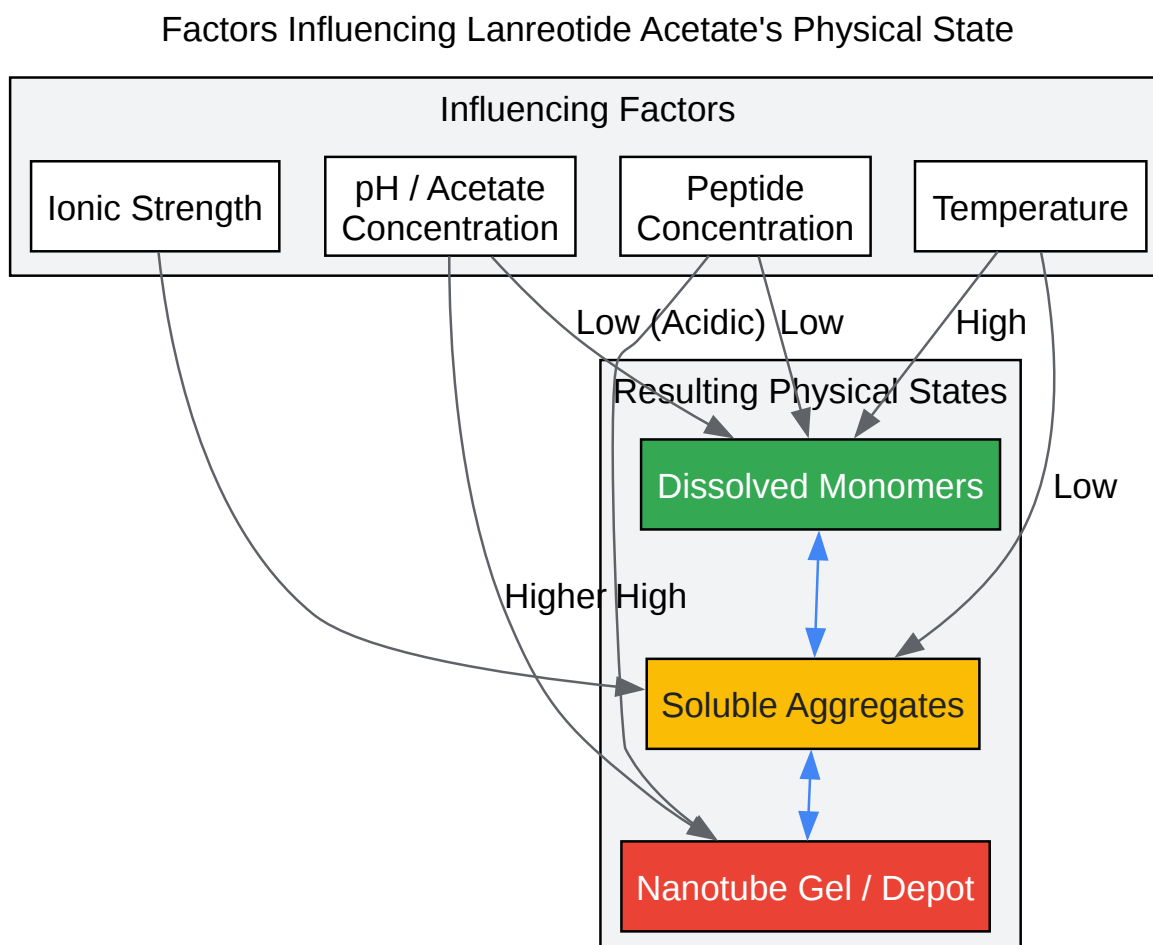 Factors Influencing Lanreotide Acetate's Physical State
Influencing Factors
Ionic Strength
pH / Acetate
Concentration
Peptide
Concentration
Temperature
Low (Acidic)
Low
High
Resulting Physical States
Dissolved Monomers
Low
Higher
High
Soluble Aggregates
Nanotube Gel / Depot